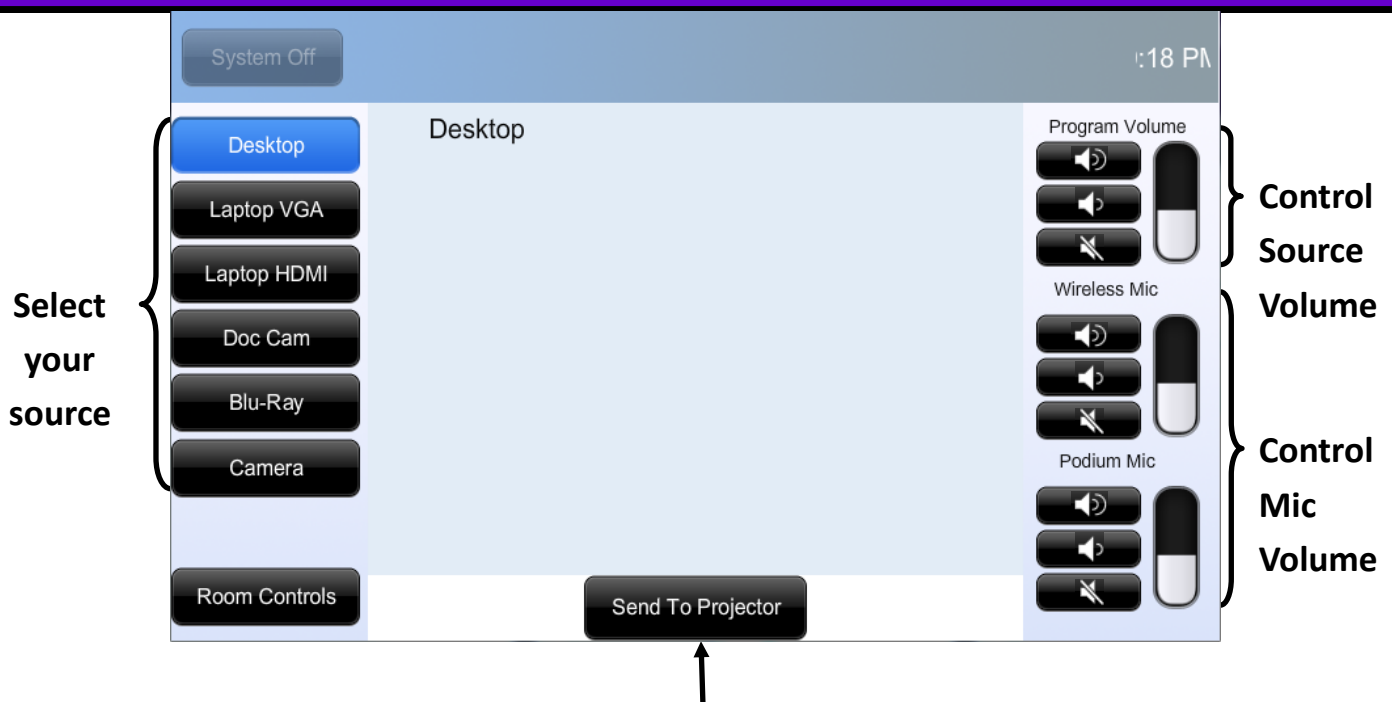 System Off
:18 PM
Desktop
Laptop VGA
Laptop HDMI
Doc Cam
Blu-Ray
Camera
Room Controls
Desktop
Send To Projector
Program Volume
Wireless Mic
Podium Mic
Select
your
source
Control
Source
Volume
Control
Mic
Volume